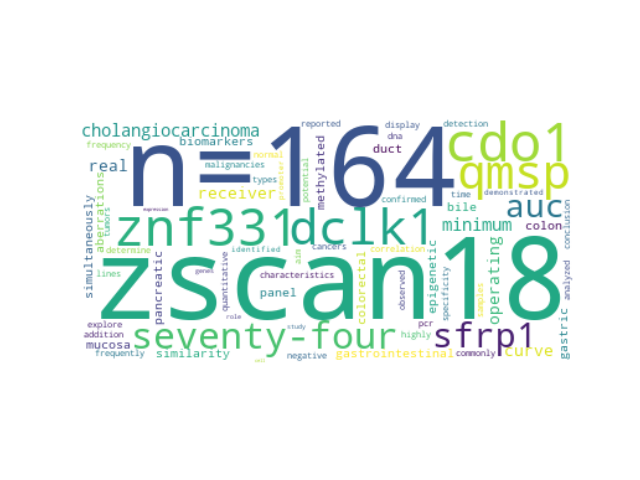 cholangiocarcinoma
reported
display
detection
frequency
biomarkers
dna
n=164
cdo1
real
malignancies
normal
duct
types
receiver
promoter
potential
methylated
confirmed
time
demonstrated
qmsp
simultaneously
aberrations
tumors
expression
znf331
dclk1
bile
auc
minimum
colon
conclusion
determine
identified
cancers
correlation
aim
lines
pancreatic
genes
quantitative
characteristics
panel
role
zscan18
colorectal
observed
epigenetic
specificity
samples
operating
analyzed
explore
addition
mucosa
seventy-four
study
pcr
highly
sfrp1
gastric
frequently
similarity
negative
gastrointestinal
commonly
curve